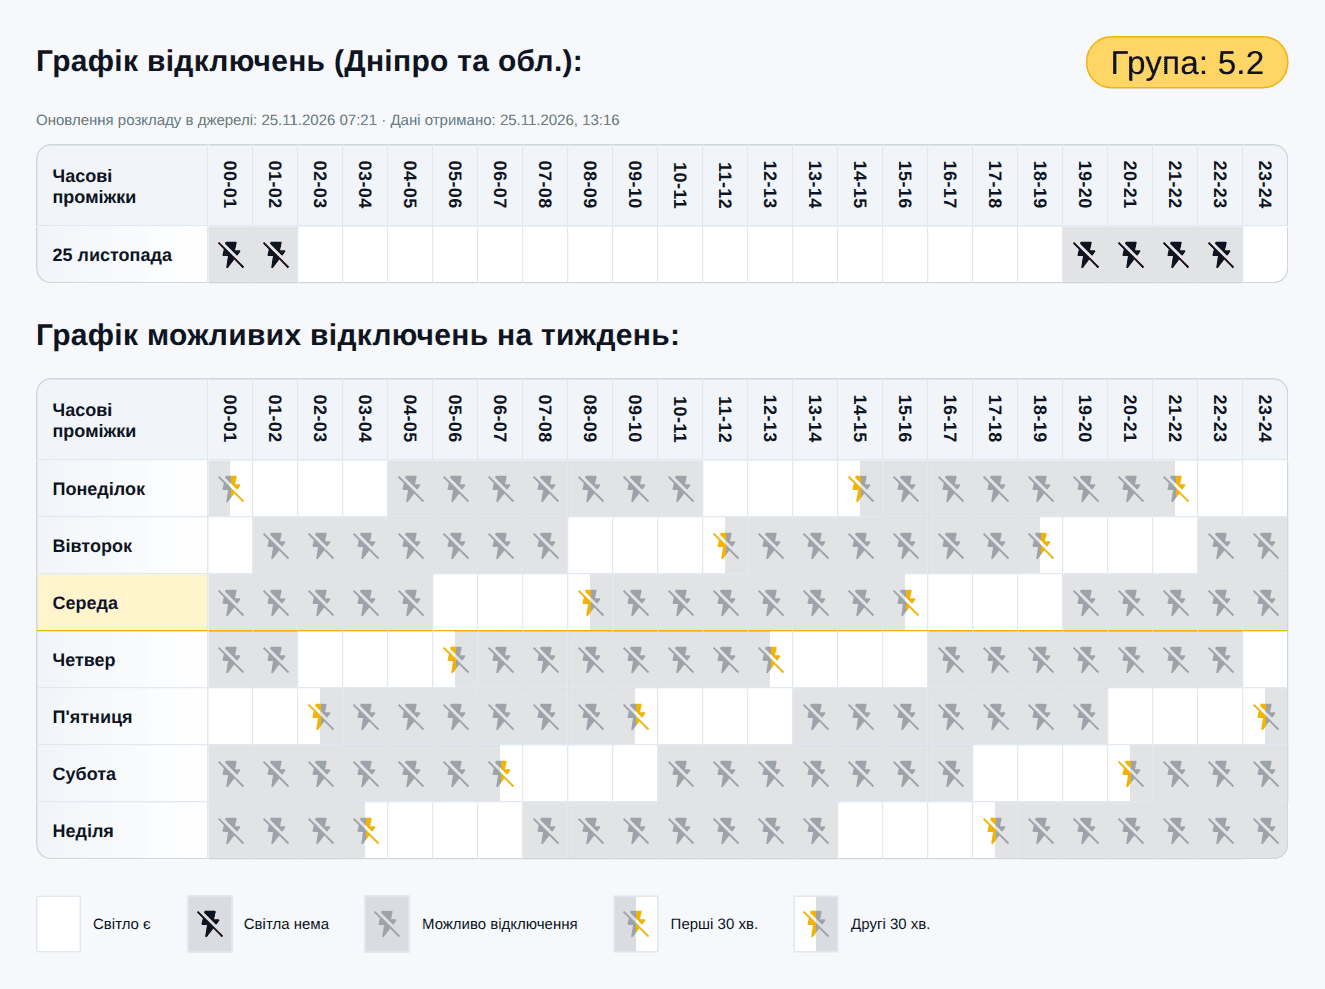 Графік відключень (Дніпро та обл.):
Група: 5.2
Оновлення розкладу в джерелі: 25.11.2026 07:21 · Дані отримано: 25.11.2026, 13:16
Часові проміжки 00-01 01-02 02-03 03-04 04-05 05-06 06-07 07-08 08-09 09-10 10-11 11-12 12-13 13-14 14-15 15-16 16-17 17-18 18-19 19-20 20-21 21-22 22-23 23-24
25 листопада
Графік можливих відключень на тиждень:
Часові проміжки 00-01 01-02 02-03 03-04 04-05 05-06 06-07 07-08 08-09 09-10 10-11 11-12 12-13 13-14 14-15 15-16 16-17 17-18 18-19 19-20 20-21 21-22 22-23 23-24
Понеділок
Вівторок
Середа
Четвер
П'ятниця
Субота
Неділя
Світло є Світла нема Можливо відключення Перші 30 хв. Другі 30 хв.